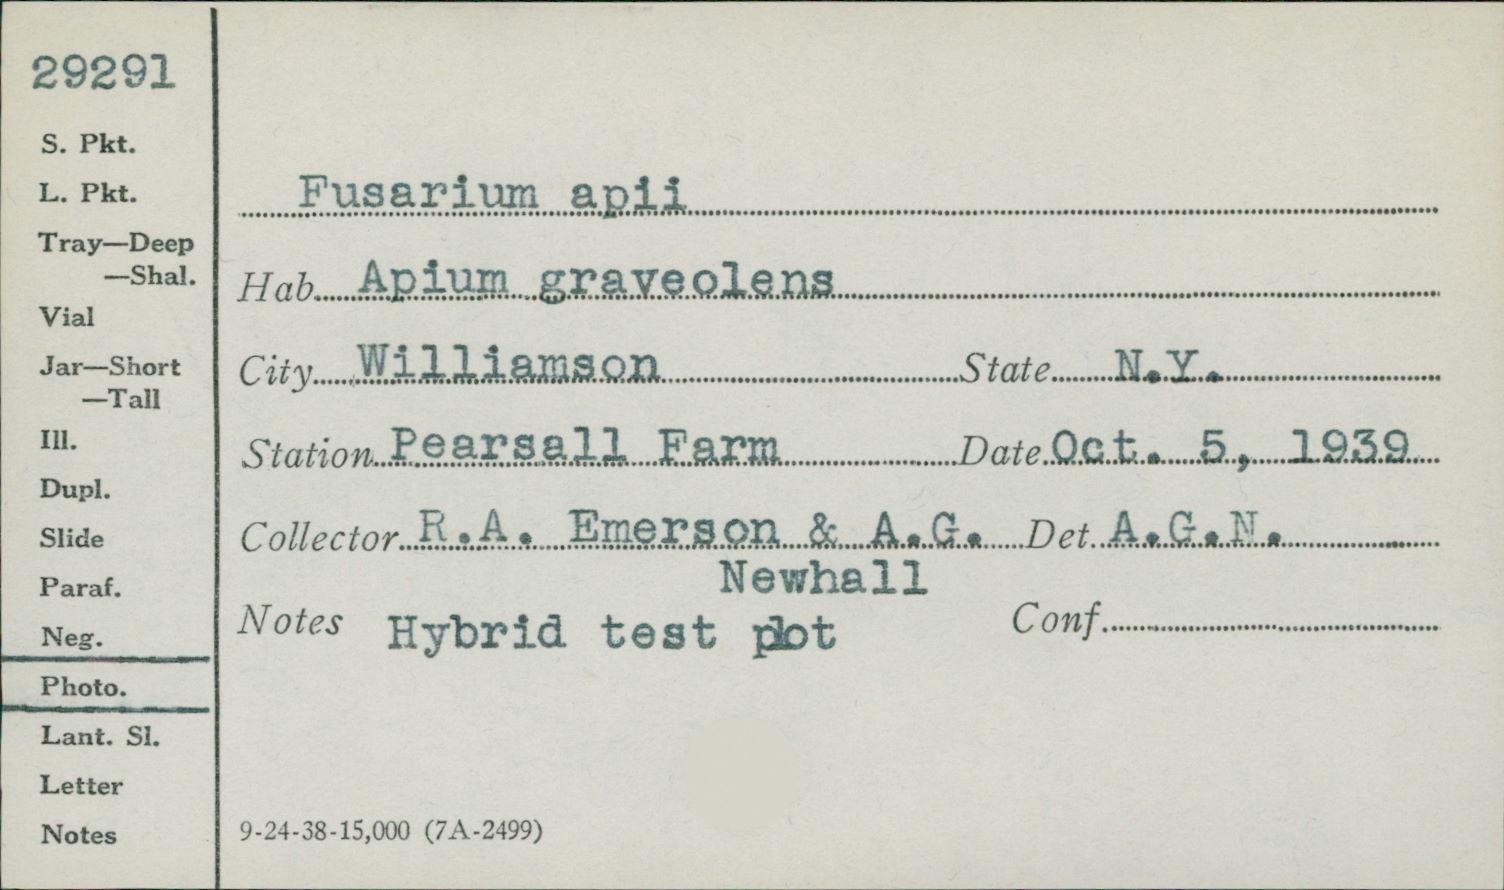 29291
S. Pkt.
L. Pkt.
Tray—Deep
—Shal.
Vial
Jar—Short
—Tall
Ill.
Dupl.
Slide
Paraf.
Neg.
Photo.
Lant. Sl.
Letter
Notes
Fusarium apii
Hab. Apium graveolens
City Williamson State N.Y.
Station Pearsall Farm Date Oct. 5, 1939
Collector R.A. Emerson & A.G. Det. A.G.N.
Newhall
Notes Hybrid test plot Conf.
9-24-38-15,000 (7A-2499)